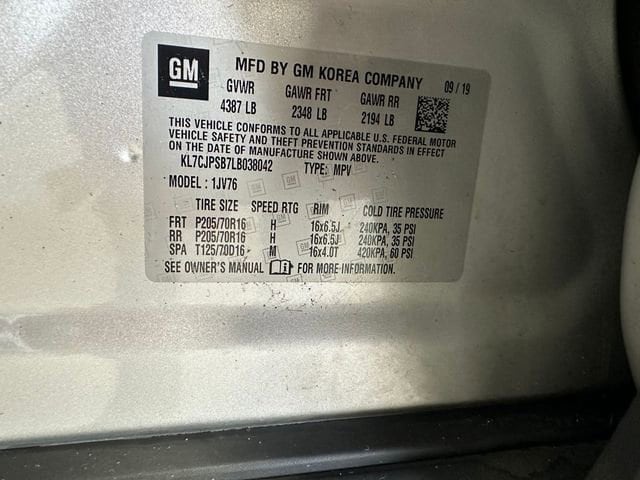 GM
MFD BY GM KOREA COMPANY
09 / 19
GVWR GAWR FRT GAWR RR
4387 LB 2348 LB 2194 LB
THIS VEHICLE CONFORMS TO ALL APPLICABLE U.S. FEDERAL MOTOR
VEHICLE SAFETY AND THEFT PREVENTION STANDARDS IN EFFECT
ON THE DATE OF MANUFACTURE SHOWN ABOVE.
KL7CJPSB7LB038042 TYPE: MPV
MODEL : 1JV76
TIRE SIZE SPEED RTG RIM COLD TIRE PRESSURE
FRT P205/70R16 H 16x6.5J 240KPA, 35 PSI
RR P205/70R16 H 16x6.5J 240KPA, 35 PSI
SPA T125/70D16 M 16x4.0T 420KPA, 60 PSI
SEE OWNER'S MANUAL FOR MORE INFORMATION.